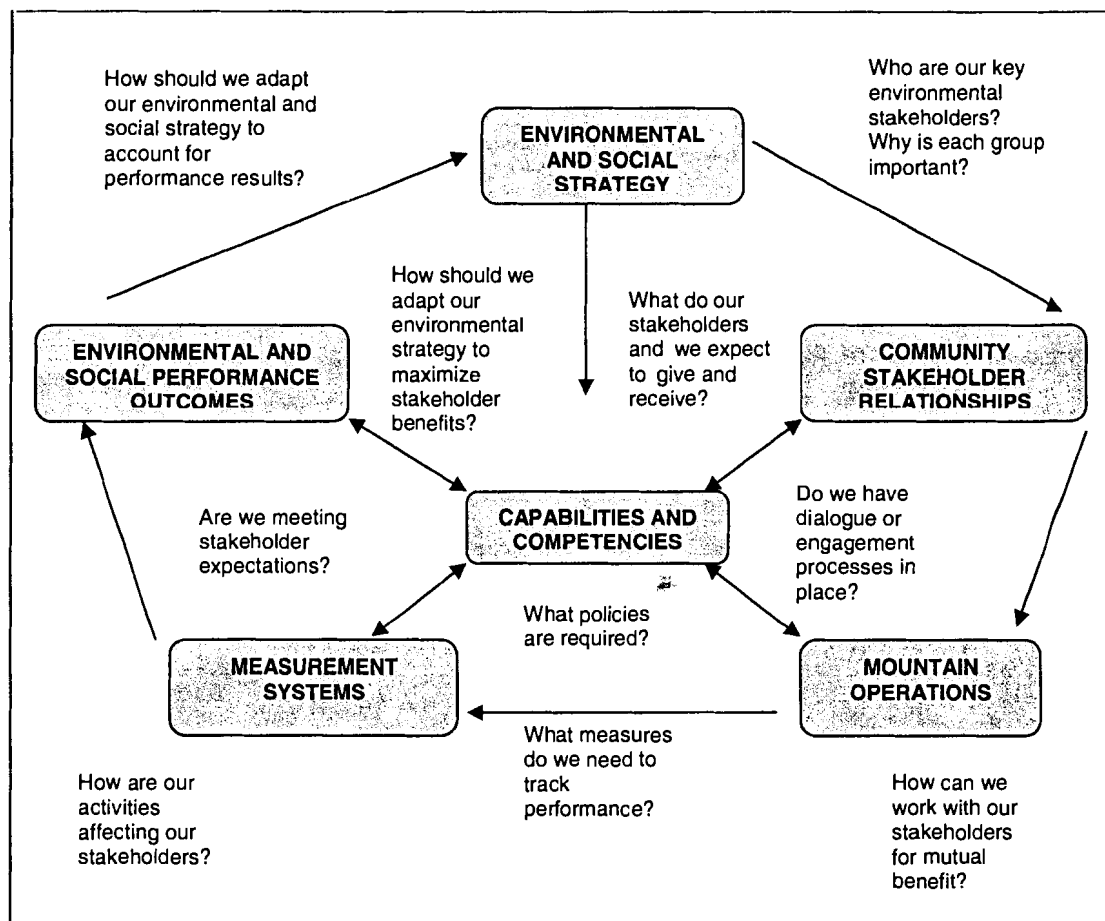 How should we adapt
our environmental and
social strategy to
account for
performance results?
ENVIRONMENTAL
AND SOCIAL
STRATEGY
Who are our key
environmental
stakeholders?
Why is each group
important?
How should we
adapt our
environmental
strategy to
maximize
stakeholder
benefits?
What do our
stakeholders
and we expect
to give and
receive?
ENVIRONMENTAL AND
SOCIAL PERFORMANCE
OUTCOMES
COMMUNITY
STAKEHOLDER
RELATIONSHIPS
Are we meeting
stakeholder
expectations?
CAPABILITIES AND
COMPETENCIES
Do we have
dialogue or
engagement
processes in
place?
What policies
are required?
MEASUREMENT
SYSTEMS
MOUNTAIN
OPERATIONS
What measures
do we need to
track
performance?
How are our
activities
affecting our
stakeholders?
How can we
work with our
stakeholders
for mutual
benefit?